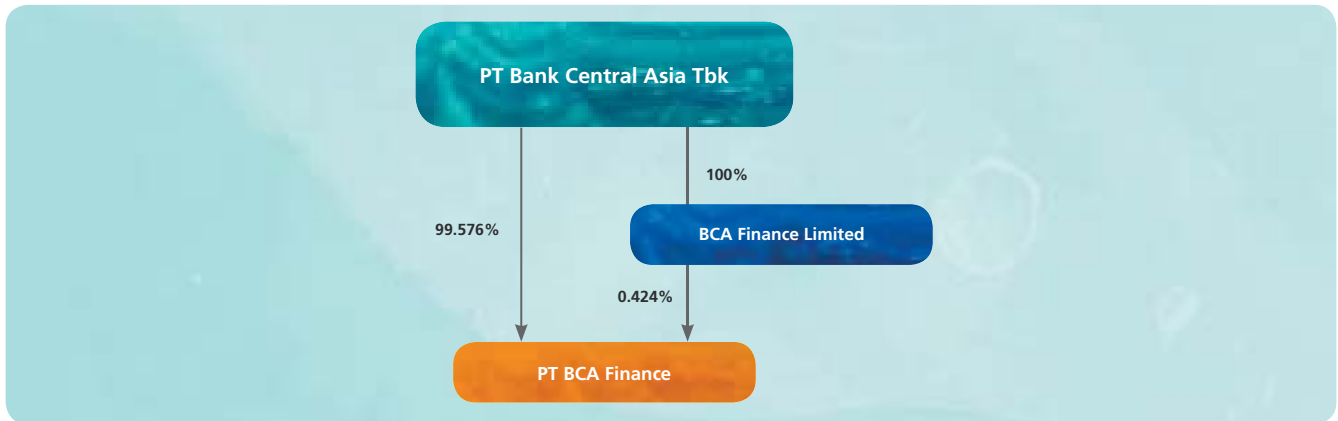 PT Bank Central Asia Tbk
100%
99.576%
BCA Finance Limited
0.424%
PT BCA Finance